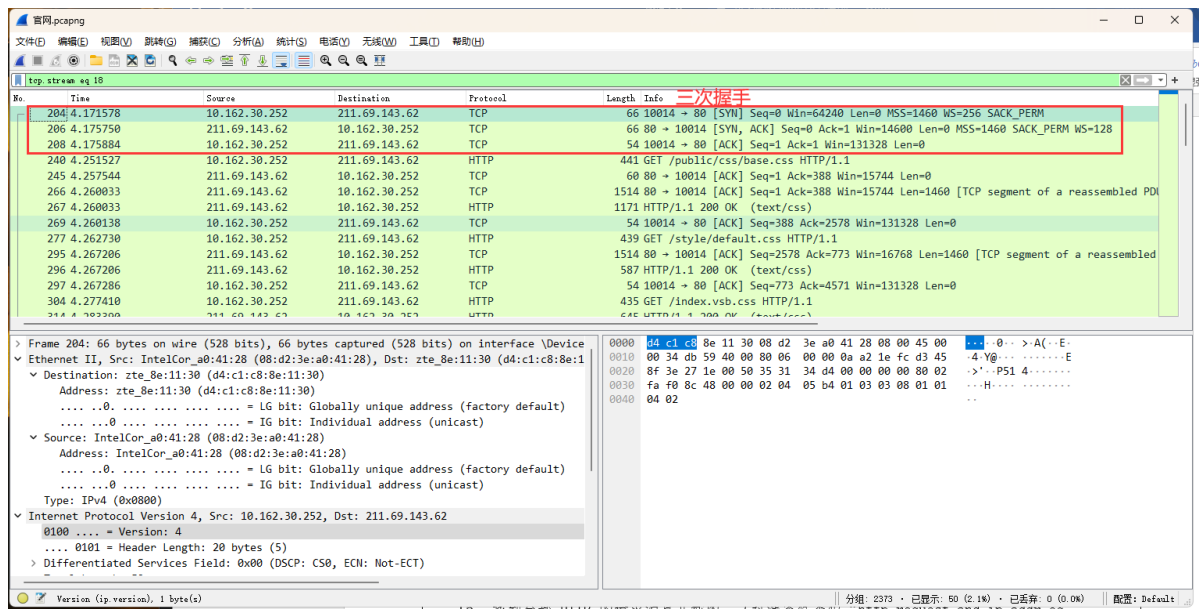 官网.pcapng
文件(F) 编辑(E) 视图(V) 跳转(G) 捕获(C) 分析(A) 统计(S) 电话(Y) 无线(W) 工具(T) 帮助(H)
tcp.stream eq 18
No. Time Source Destination Protocol Length Info 三次握手
204 4.171578 10.162.30.252 211.69.143.62 TCP 66 10014 → 80 [SYN] Seq=0 Win=64240 Len=0 MSS=1460 WS=256 SACK_PERM
206 4.175750 211.69.143.62 10.162.30.252 TCP 66 80 → 10014 [SYN, ACK] Seq=0 Ack=1 Win=14600 Len=0 MSS=1460 SACK_PERM WS=128
208 4.175884 10.162.30.252 211.69.143.62 TCP 54 10014 → 80 [ACK] Seq=1 Ack=1 Win=131328 Len=0
240 4.251527 10.162.30.252 211.69.143.62 HTTP 441 GET /public/css/base.css HTTP/1.1
245 4.257544 211.69.143.62 10.162.30.252 TCP 60 80 → 10014 [ACK] Seq=1 Ack=388 Win=15744 Len=0
266 4.260033 211.69.143.62 10.162.30.252 TCP 1514 80 → 10014 [ACK] Seq=1 Ack=388 Win=15744 Len=1460 [TCP segment of a reassembled PDU
267 4.260033 211.69.143.62 10.162.30.252 HTTP 1171 HTTP/1.1 200 OK (text/css)
269 4.260138 10.162.30.252 211.69.143.62 TCP 54 10014 → 80 [ACK] Seq=388 Ack=2578 Win=131328 Len=0
277 4.262730 10.162.30.252 211.69.143.62 HTTP 439 GET /style/default.css HTTP/1.1
295 4.267206 211.69.143.62 10.162.30.252 TCP 1514 80 → 10014 [ACK] Seq=2578 Ack=773 Win=16768 Len=1460 [TCP segment of a reassembled
296 4.267206 211.69.143.62 10.162.30.252 HTTP 587 HTTP/1.1 200 OK (text/css)
297 4.267286 10.162.30.252 211.69.143.62 TCP 54 10014 → 80 [ACK] Seq=773 Ack=4571 Win=131328 Len=0
304 4.277410 10.162.30.252 211.69.143.62 HTTP 435 GET /index.vsb.css HTTP/1.1
314 4.283390 211.69.143.62 10.162.30.252 HTTP 645 HTTP/1.1 200 OK (text/css)
Frame 204: 66 bytes on wire (528 bits), 66 bytes captured (528 bits) on interface \Device
Ethernet II, Src: IntelCor_a0:41:28 (08:d2:3e:a0:41:28), Dst: zte_8e:11:30 (d4:c1:c8:8e:1
Destination: zte_8e:11:30 (d4:c1:c8:8e:11:30)
Address: zte_8e:11:30 (d4:c1:c8:8e:11:30)
.... ..0. .... .... .... .... = LG bit: Globally unique address (factory default)
.... ...0 .... .... .... .... = IG bit: Individual address (unicast)
Source: IntelCor_a0:41:28 (08:d2:3e:a0:41:28)
Address: IntelCor_a0:41:28 (08:d2:3e:a0:41:28)
.... ..0. .... .... .... .... = LG bit: Globally unique address (factory default)
.... ...0 .... .... .... .... = IG bit: Individual address (unicast)
Type: IPv4 (0x0800)
Internet Protocol Version 4, Src: 10.162.30.252, Dst: 211.69.143.62
0100 .... = Version: 4
.... 0101 = Header Length: 20 bytes (5)
Differentiated Services Field: 0x00 (DSCP: CS0, ECN: Not-ECT)
0000 d4 c1 c8 8e 11 30 08 d2 3e a0 41 28 08 00 45 00 ·····0·· >·A(··E·
0010 00 34 db 59 40 00 80 06 00 00 0a a2 1e fc d3 45 ·4·Y@··· ·······E
0020 8f 3e 27 1e 00 50 35 31 34 d4 00 00 00 00 80 02 ·>'··P51 4·······
0030 fa f0 8c 48 00 00 02 04 05 b4 01 03 03 08 01 01 ···H···· ········
0040 04 02 ··
Version (ip.version), 1 byte(s) 分组: 2373 · 已显示: 50 (2.1%) · 已丢弃: 0 (0.0%) 配置: Default